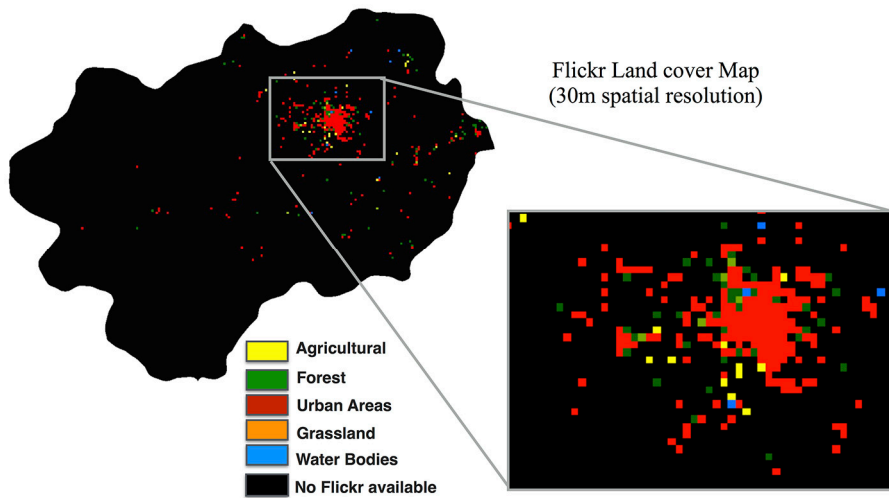 Flickr Land cover Map
(30m spatial resolution)
Agricultural
Forest
Urban Areas
Grassland
Water Bodies
No Flickr available